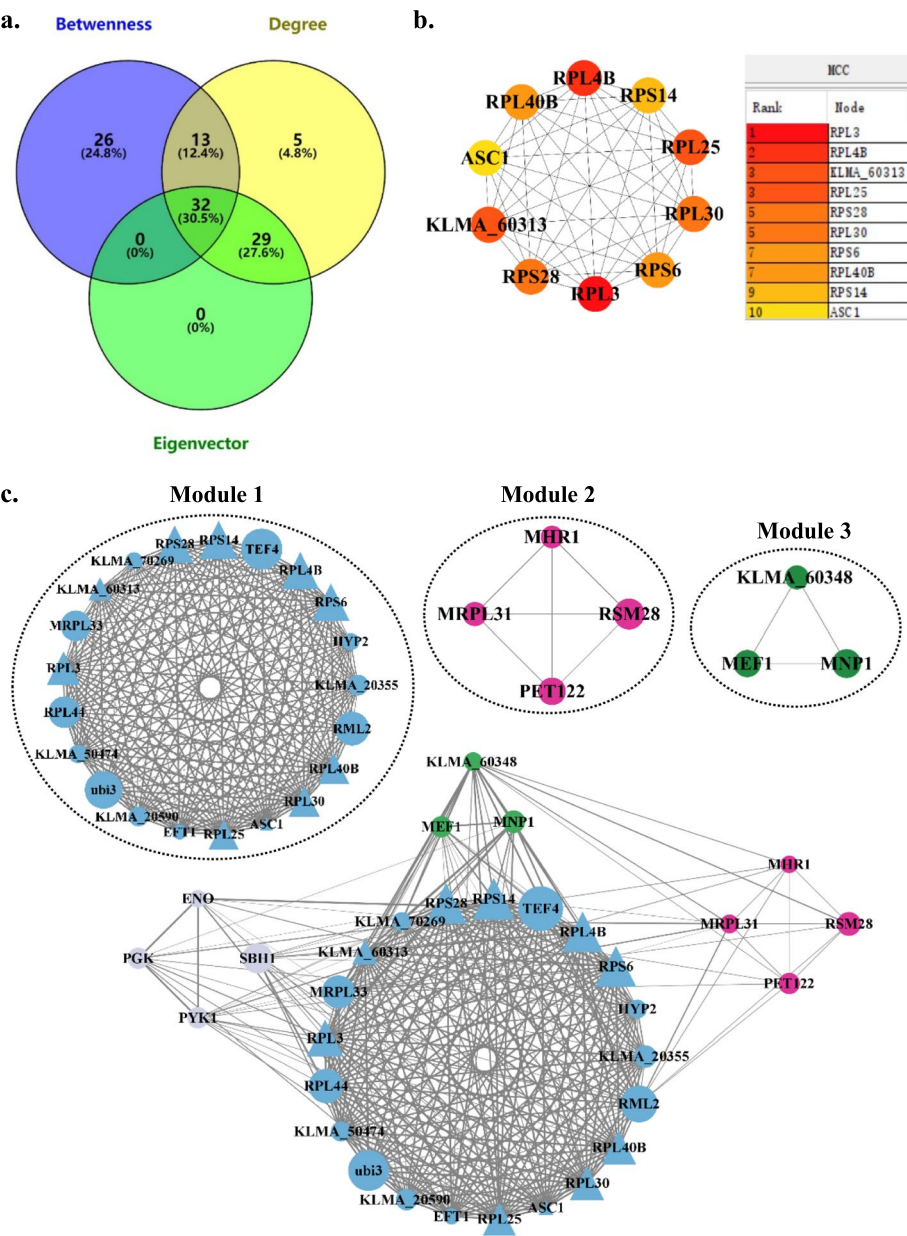 a.
Betwenness
Degree
26
(24.8%)
13
(12.4%)
5
(4.8%)
32
(30.5%)
0
(0%)
29
(27.6%)
0
(0%)
Eigenvector
b.
RPL4B
RPL40B
RPS14
ASC1
RPL25
KLMA_60313
RPL30
RPS28
RPS6
RPL3
MCC
Rank Node
1 RPL3
2 RPL4B
3 KLMA_60313
3 RPL25
5 RPS28
5 RPL30
7 RPS6
7 RPL40B
9 RPS14
10 ASC1
c.
Module 1
RPS28
RPS14
TEF4
KLMA_70269
RPL4B
KLMA_60313
RPS6
MRPL33
HYP2
RPL3
KLMA_20355
RPL44
RML2
KLMA_50474
RPL40B
ubi3
RPL30
KLMA_20590
ASC1
EFT1
RPL25
Module 2
MHR1
MRPL31
RSM28
PET122
Module 3
KLMA_60348
MEF1
MNP1
KLMA_60348
MEF1
MNP1
MHR1
MRPL31
RSM28
PET122
ENO
PGK
SBH1
PYK1
RPS28
RPS14
TEF4
KLMA_70269
RPL4B
KLMA_60313
RPS6
MRPL33
HYP2
RPL3
KLMA_20355
RPL44
RML2
KLMA_50474
RPL40B
ubi3
RPL30
KLMA_20590
ASC1
EFT1
RPL25